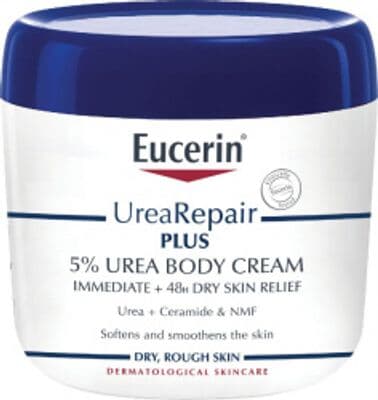 Eucerin®
UreaRepair
PLUS
5% UREA BODY CREAM
IMMEDIATE + 48H DRY SKIN RELIEF
Urea + Ceramide & NMF
Softens and smoothens the skin
DRY, ROUGH SKIN
DERMATOLOGICAL SKINCARE